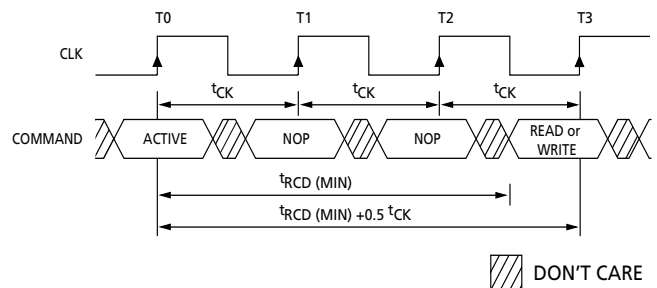 T0 T1 T2 T3
CLK
tCK tCK tCK
COMMAND ACTIVE NOP NOP READ or
WRITE
tRCD (MIN)
tRCD (MIN) +0.5 tCK
DON'T CARE